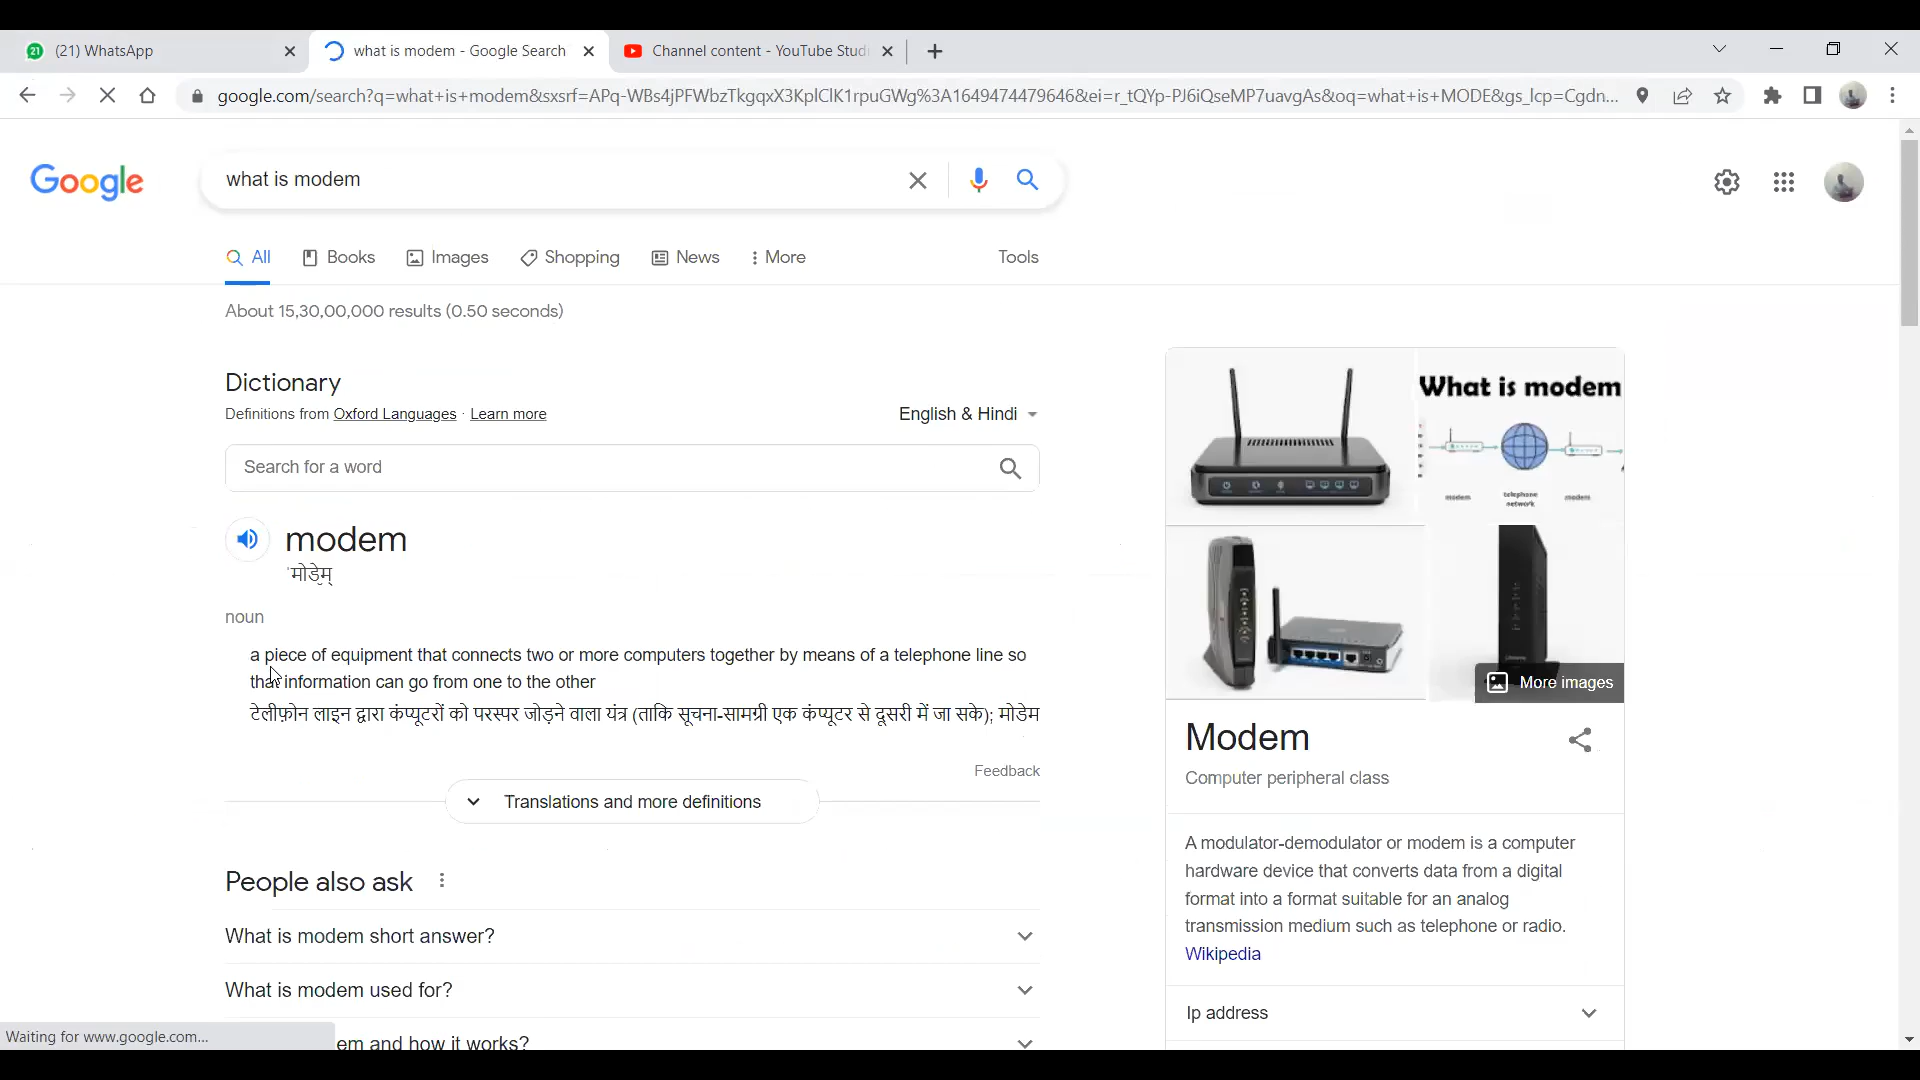 21 (21) WhatsApp
what is modem - Google Search
Channel content - YouTube Studi
google.com/search?q=what+is+modem&sxsrf=APq-WBs4jPFWbzTkgqxX3KplClK1rpuGWg%3A1649474479646&ei=r_tQYp-PJ6iQseMP7uavgAs&oq=what+is+MODE&gs_lcp=Cgdn...
Google
what is modem
All Books Images Shopping News More Tools
About 15,30,00,000 results (0.50 seconds)
Dictionary
Definitions from Oxford Languages · Learn more
English & Hindi
Search for a word
modem
ˈमोडे़म्
noun
a piece of equipment that connects two or more computers together by means of a telephone line so
that information can go from one to the other
टेलीफ़ोन लाइन द्वारा कंप्यूटरों को परस्पर जोड़ने वाला यंत्र (ताकि सूचना-सामग्री एक कंप्यूटर से दूसरी में जा सके); मोडेम
Feedback
Translations and more definitions
People also ask
What is modem short answer?
What is modem used for?
em and how it works?
Waiting for www.google.com...
What is modem
modem
telephone
network
modem
More images
Modem
Computer peripheral class
A modulator-demodulator or modem is a computer
hardware device that converts data from a digital
format into a format suitable for an analog
transmission medium such as telephone or radio.
Wikipedia
Ip address